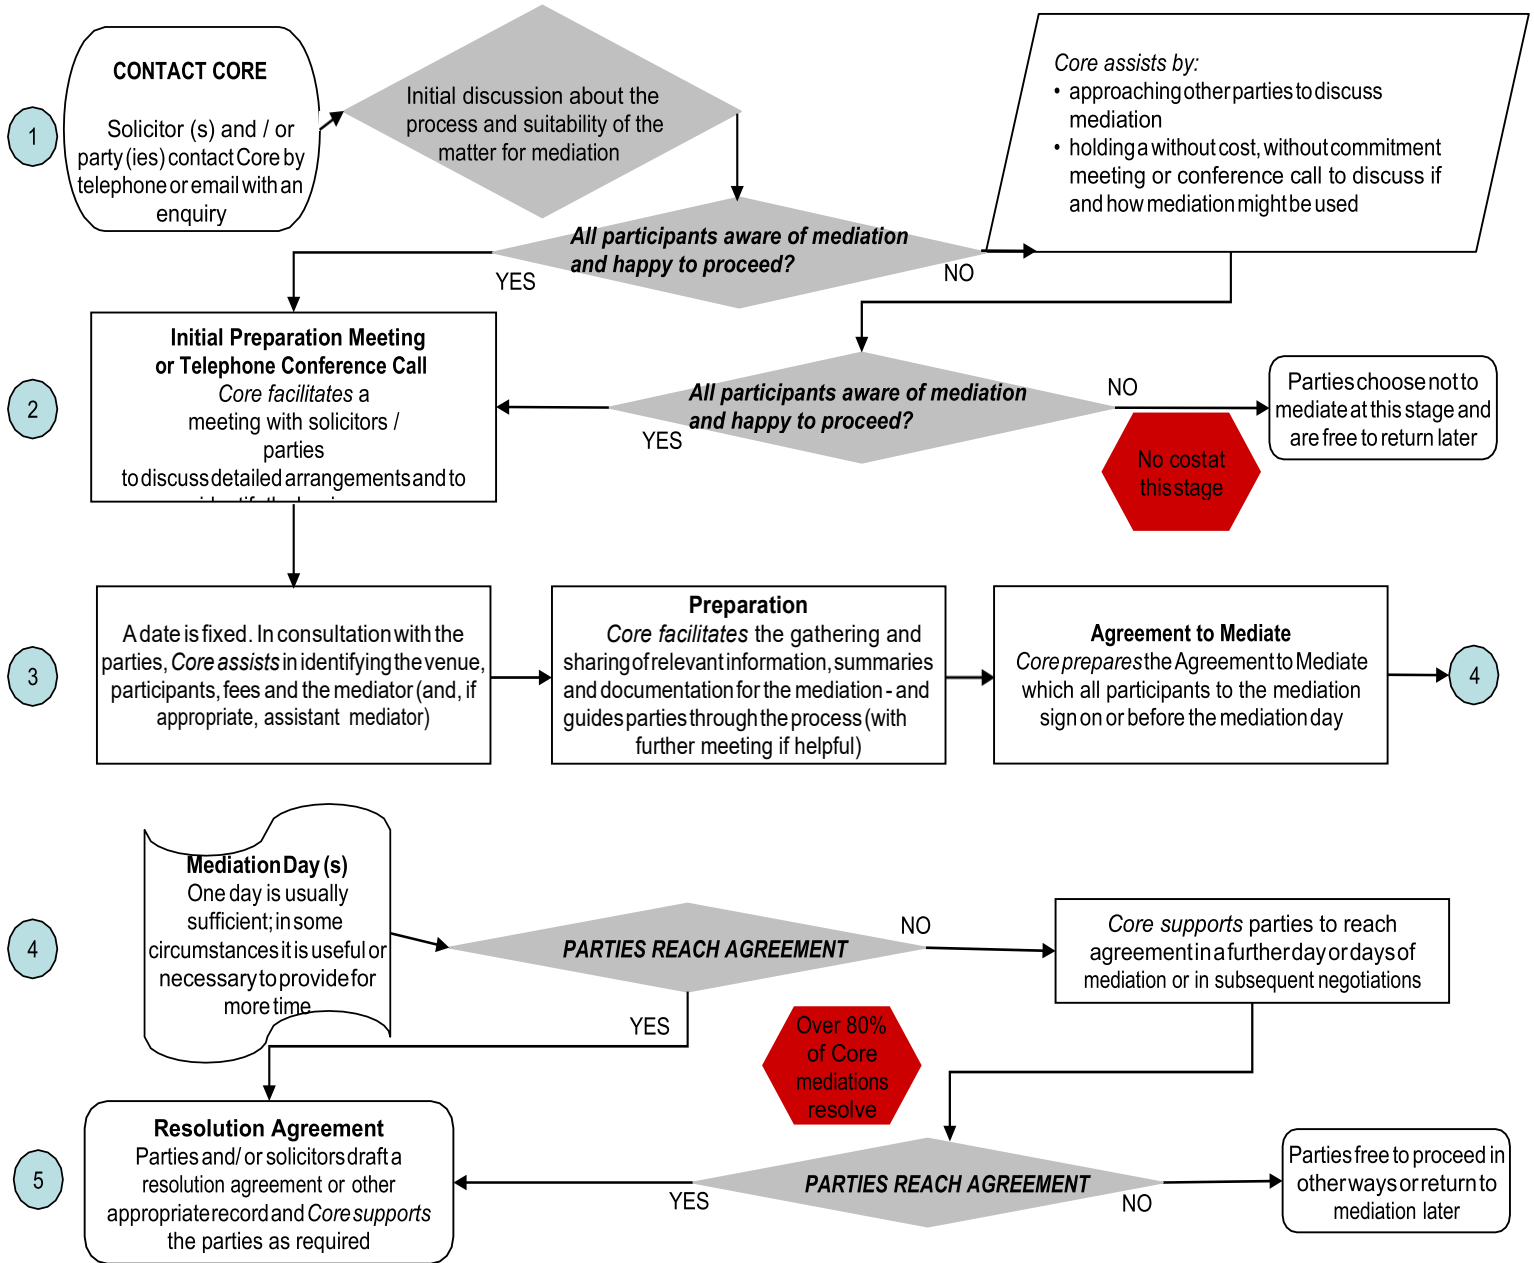 1
CONTACT CORE
Solicitor (s) and / or
party (ies) contact Core by
telephone or email with an
enquiry
Initial discussion about the
process and suitability of the
matter for mediation
Core assists by:
• approaching other parties to discuss
mediation
• holding a without cost, without commitment
meeting or conference call to discuss if
and how mediation might be used
All participants aware of mediation
and happy to proceed?
YES
NO
2
Initial Preparation Meeting
or Telephone Conference Call
Core facilitates a
meeting with solicitors /
parties
to discuss detailed arrangements and to
All participants aware of mediation
and happy to proceed?
YES
NO
No cost at
this stage
Parties choose not to
mediate at this stage and
are free to return later
3
A date is fixed. In consultation with the
parties, Core assists in identifying the venue,
participants, fees and the mediator (and, if
appropriate, assistant mediator)
Preparation
Core facilitates the gathering and
sharing of relevant information, summaries
and documentation for the mediation - and
guides parties through the process (with
further meeting if helpful)
Agreement to Mediate
Core prepares the Agreement to Mediate
which all participants to the mediation
sign on or before the mediation day
4
4
Mediation Day (s)
One day is usually
sufficient; in some
circumstances it is useful or
necessary to provide for
more time
PARTIES REACH AGREEMENT
NO
YES
Core supports parties to reach
agreement in a further day or days of
mediation or in subsequent negotiations
Over 80%
of Core
mediations
resolve
5
Resolution Agreement
Parties and/ or solicitors draft a
resolution agreement or other
appropriate record and Core supports
the parties as required
PARTIES REACH AGREEMENT
YES
NO
Parties free to proceed in
other ways or return to
mediation later